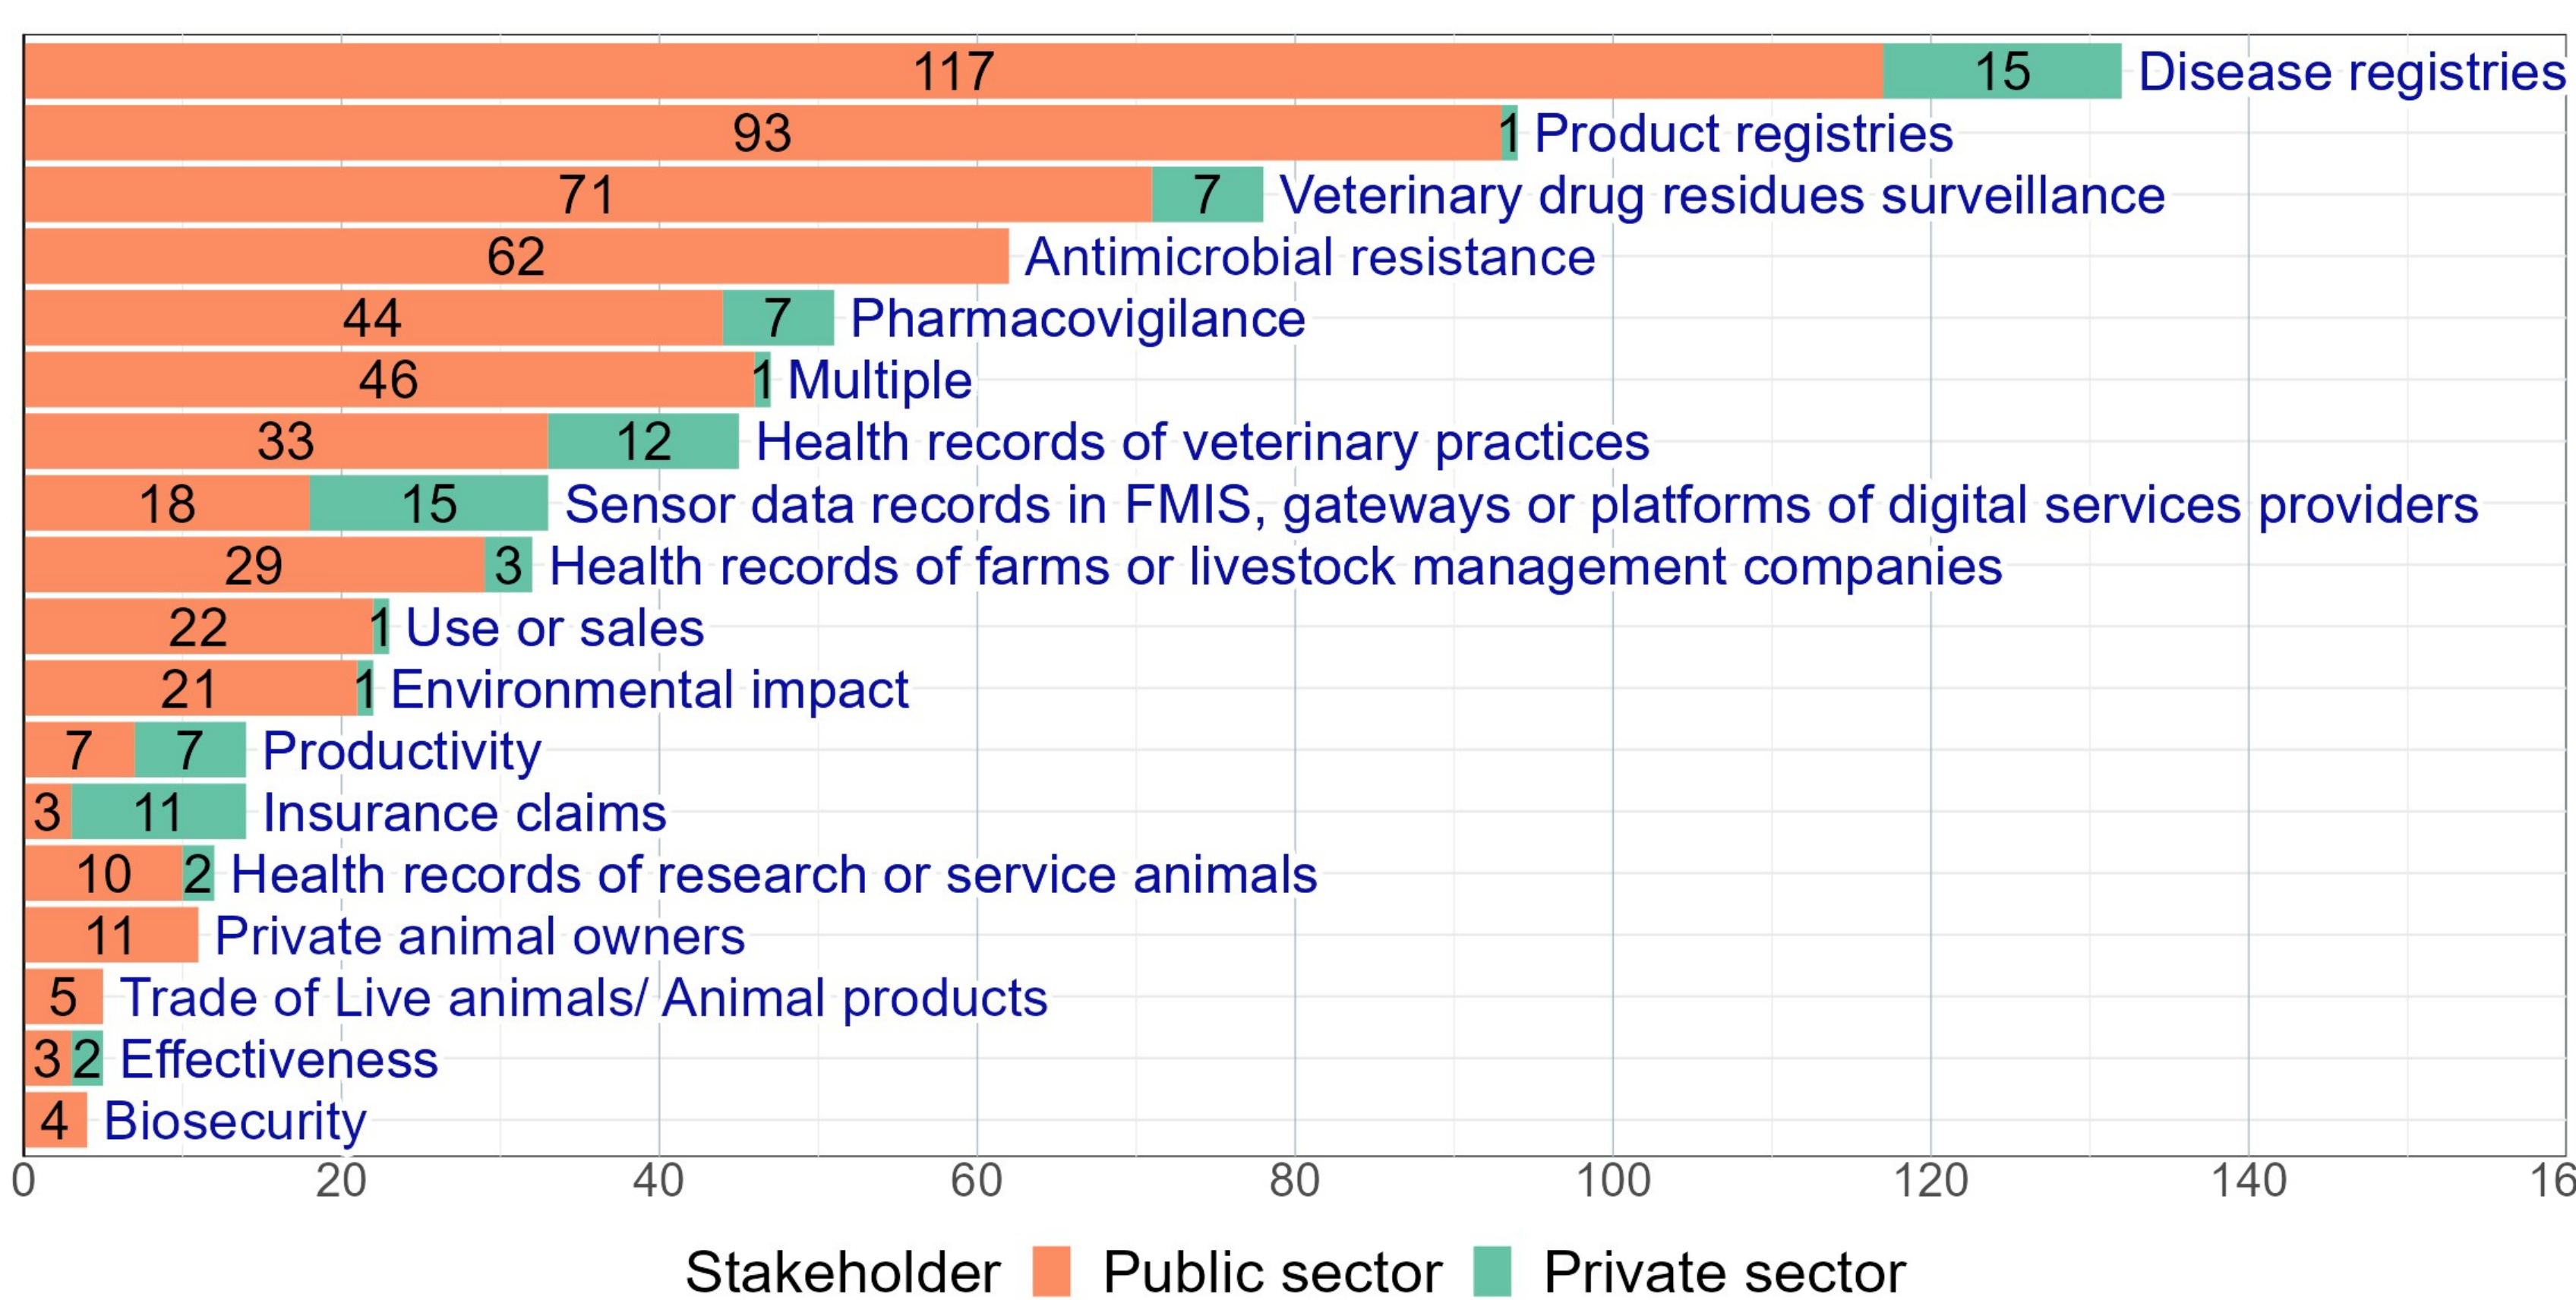 117 15 Disease registries
93 1 Product registries
71 7 Veterinary drug residues surveillance
62 Antimicrobial resistance
44 7 Pharmacovigilance
46 1 Multiple
33 12 Health records of veterinary practices
18 15 Sensor data records in FMIS, gateways or platforms of digital services providers
29 3 Health records of farms or livestock management companies
22 1 Use or sales
21 1 Environmental impact
7 7 Productivity
3 11 Insurance claims
10 2 Health records of research or service animals
11 Private animal owners
5 Trade of Live animals/ Animal products
3 2 Effectiveness
4 Biosecurity
0 20 40 60 80 100 120 140 16
Stakeholder Public sector Private sector